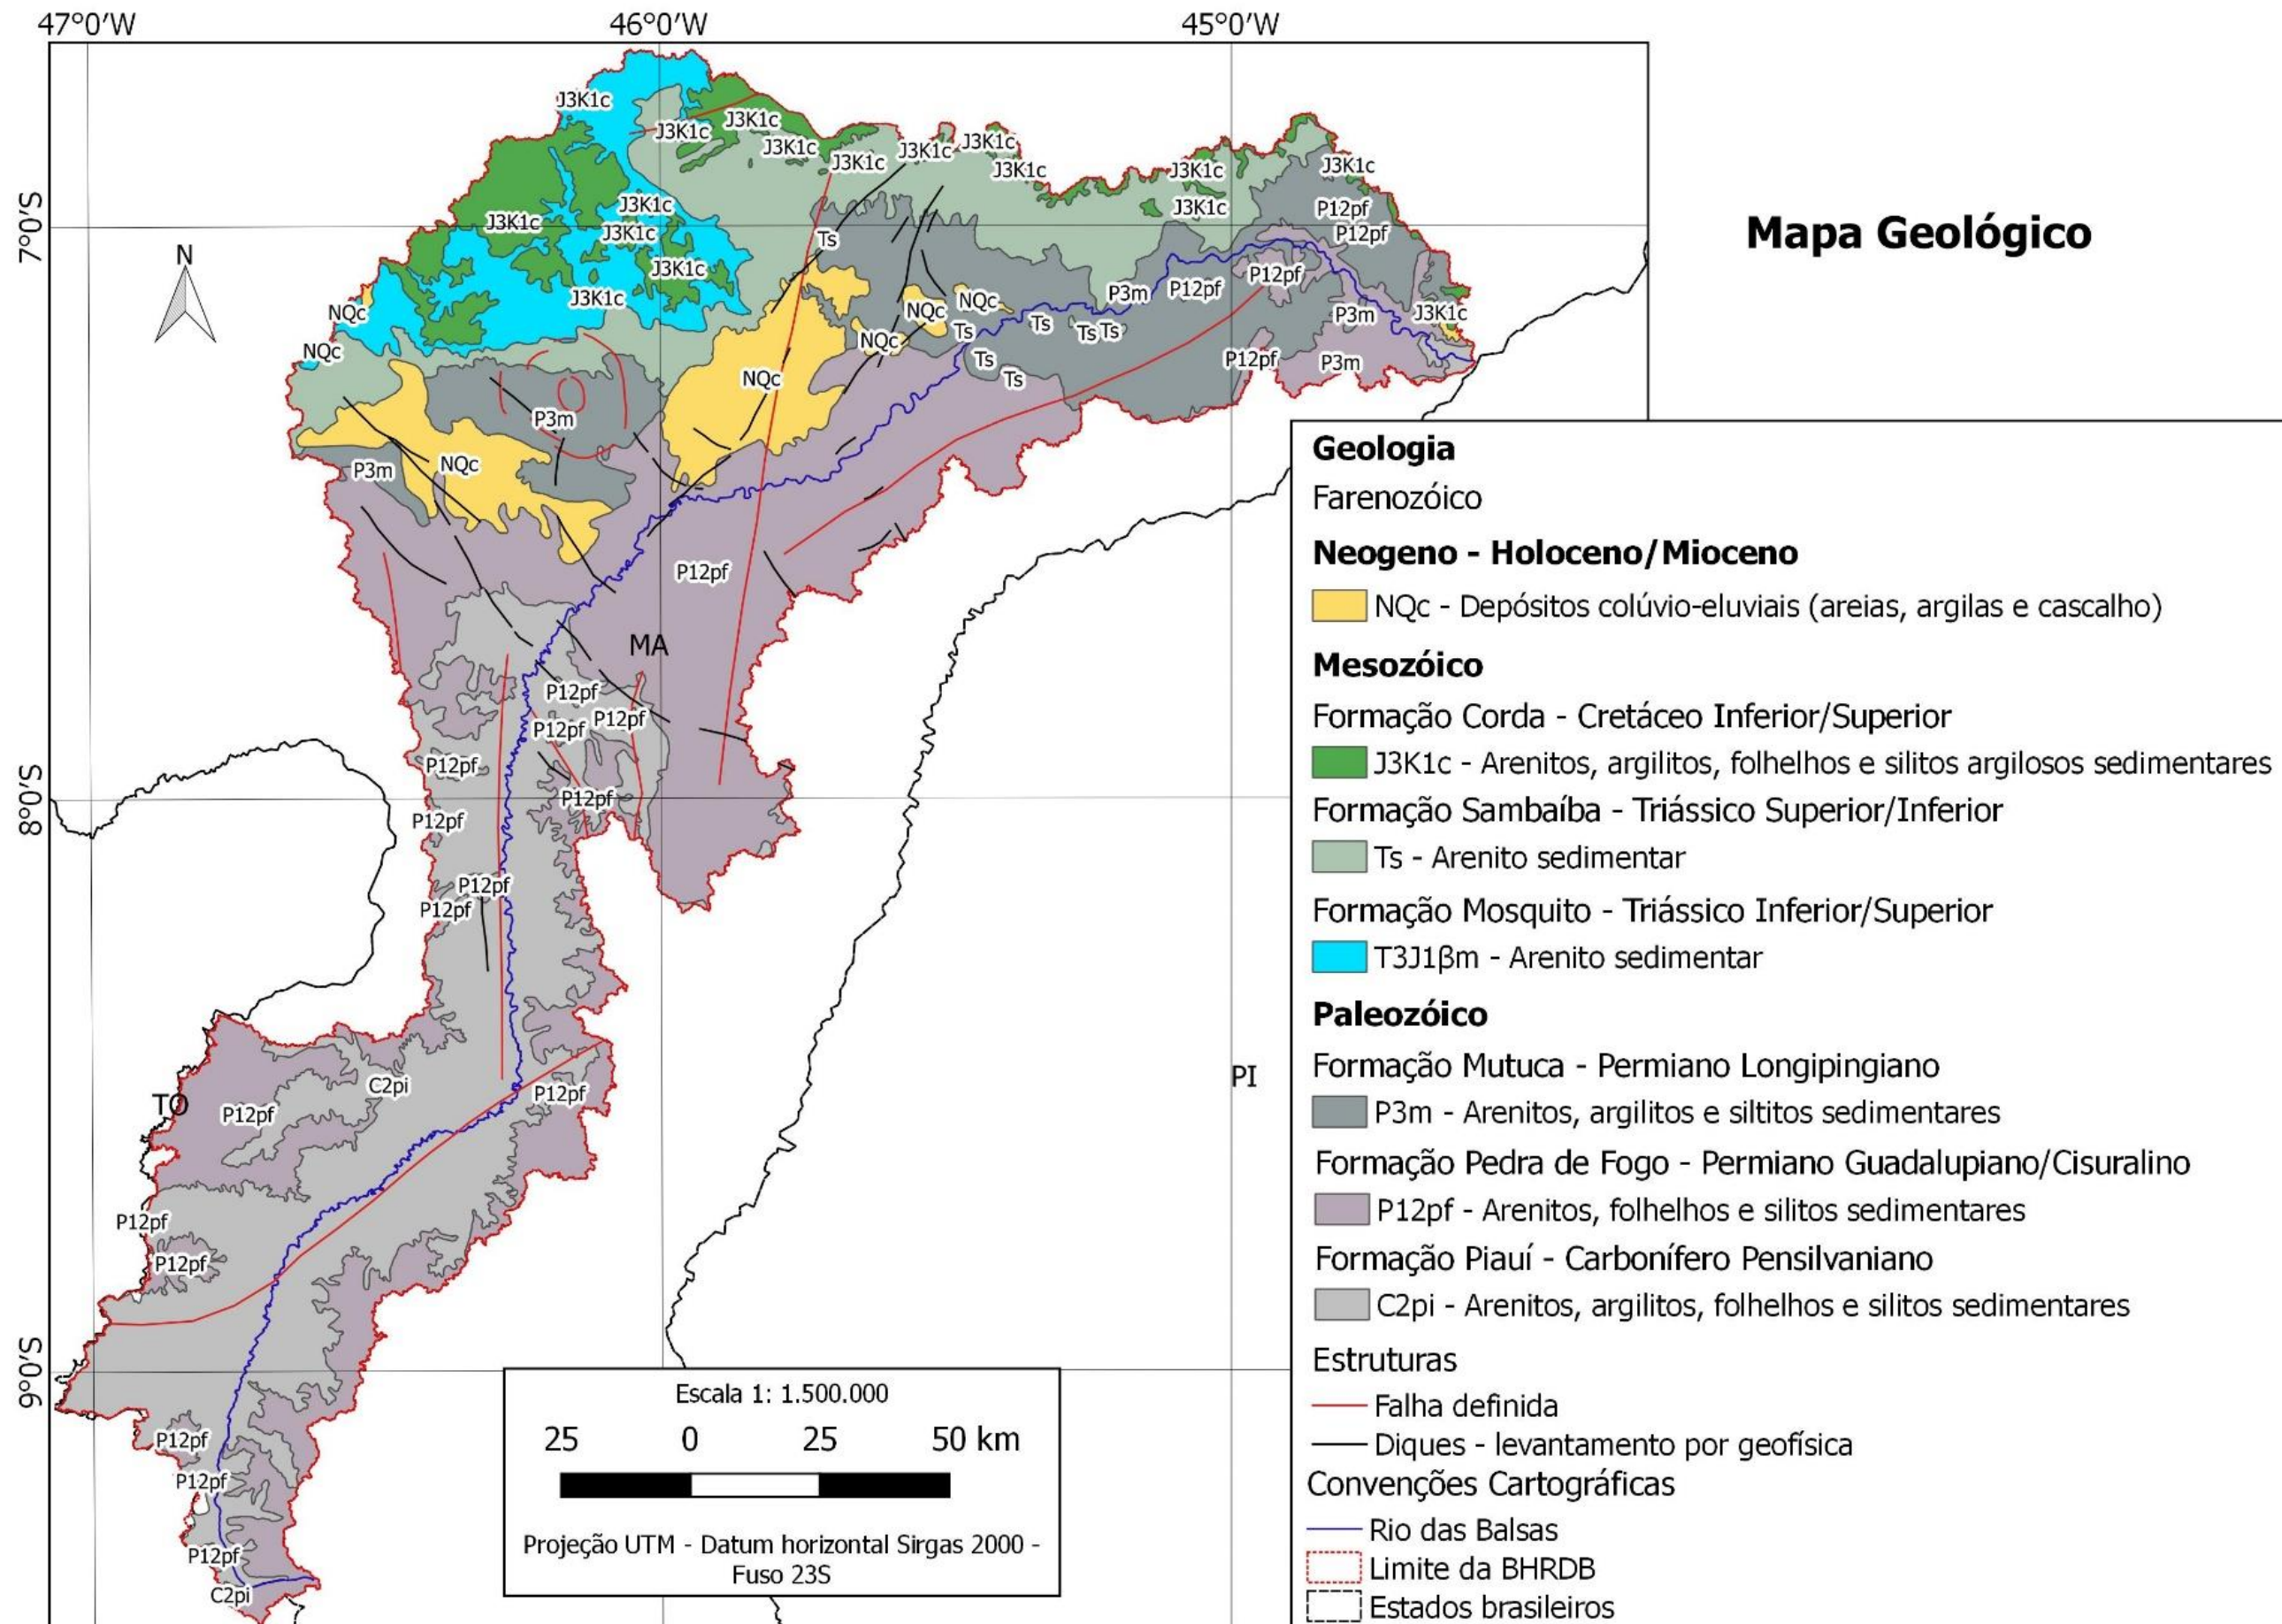 47°0′W 46°0′W 45°0′W
J3K1c
J3K1c
J3K1c
J3K1c
J3K1c
J3K1c
J3K1c
J3K1c
J3K1c
J3K1c
J3K1c
7°0′S
J3K1c
J3K1c
J3K1c
J3K1c
P12pf
P12pf
Mapa Geológico
N
Ts
J3K1c
P12pf
J3K1c
P3m
P12pf
NQc
NQc
NQc
P3m
J3K1c
Ts
Ts
Ts
Ts
NQc
NQc
Ts
P12pf
P3m
NQc
Ts
P3m
P3m
NQc
P12pf
MA
P12pf
P12pf
P12pf
P12pf
8°0′S
P12pf
P12pf
P12pf
P12pf
C2pi
PI
TO
P12pf
P12pf
P12pf
P12pf
9°0′S
P12pf
P12pf
P12pf
C2pi
Escala 1: 1.500.000
25 0 25 50 km
Projeção UTM - Datum horizontal Sirgas 2000 -
Fuso 23S
Geologia
Farenozóico
Neogeno - Holoceno/Mioceno
NQc - Depósitos colúvio-eluviais (areias, argilas e cascalho)
Mesozóico
Formação Corda - Cretáceo Inferior/Superior
J3K1c - Arenitos, argilitos, folhelhos e silitos argilosos sedimentares
Formação Sambaíba - Triássico Superior/Inferior
Ts - Arenito sedimentar
Formação Mosquito - Triássico Inferior/Superior
T3J1βm - Arenito sedimentar
Paleozóico
Formação Mutuca - Permiano Longipingiano
P3m - Arenitos, argilitos e siltitos sedimentares
Formação Pedra de Fogo - Permiano Guadalupiano/Cisuralino
P12pf - Arenitos, folhelhos e silitos sedimentares
Formação Piauí - Carbonífero Pensilvaniano
C2pi - Arenitos, argilitos, folhelhos e silitos sedimentares
Estruturas
Falha definida
Diques - levantamento por geofísica
Convenções Cartográficas
Rio das Balsas
Limite da BHRDB
Estados brasileiros